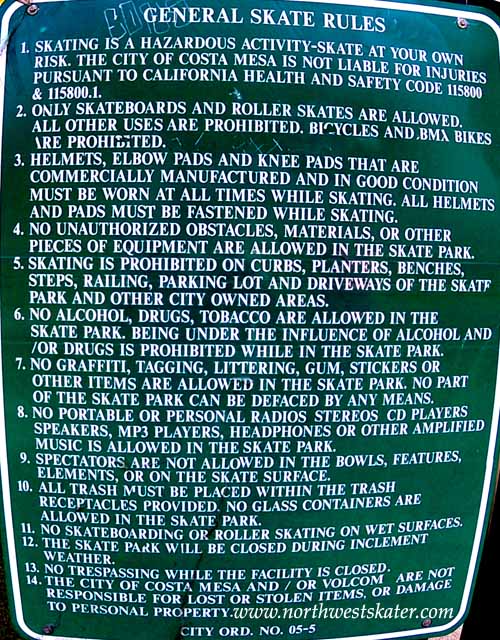 GENERAL SKATE RULES
1. SKATING IS A HAZARDOUS ACTIVITY-SKATE AT YOUR OWN
RISK. THE CITY OF COSTA MESA IS NOT LIABLE FOR INJURIES
PURSUANT TO CALIFORNIA HEALTH AND SAFETY CODE 115800
& 115800.1.
2. ONLY SKATEBOARDS AND ROLLER SKATES ARE ALLOWED.
ALL OTHER USES ARE PROHIBITED. BICYCLES AND BMX BIKES
ARE PROHIBITED.
3. HELMETS, ELBOW PADS AND KNEE PADS THAT ARE
COMMERCIALLY MANUFACTURED AND IN GOOD CONDITION
MUST BE WORN AT ALL TIMES WHILE SKATING. ALL HELMETS
AND PADS MUST BE FASTENED WHILE SKATING.
4. NO UNAUTHORIZED OBSTACLES, MATERIALS, OR OTHER
PIECES OF EQUIPMENT ARE ALLOWED IN THE SKATE PARK.
5. SKATING IS PROHIBITED ON CURBS, PLANTERS, BENCHES,
STEPS, RAILING, PARKING LOT AND DRIVEWAYS OF THE SKATE
PARK AND OTHER CITY OWNED AREAS.
6. NO ALCOHOL, DRUGS, TOBACCO ARE ALLOWED IN THE
SKATE PARK. BEING UNDER THE INFLUENCE OF ALCOHOL AND
/OR DRUGS IS PROHIBITED WHILE IN THE SKATE PARK.
7. NO GRAFFITI, TAGGING, LITTERING, GUM, STICKERS OR
OTHER ITEMS ARE ALLOWED IN THE SKATE PARK. NO PART
OF THE SKATE PARK CAN BE DEFACED BY ANY MEANS.
8. NO PORTABLE OR PERSONAL RADIOS STEREOS CD PLAYERS
SPEAKERS, MP3 PLAYERS, HEADPHONES OR OTHER AMPLIFIED
MUSIC IS ALLOWED IN THE SKATE PARK.
9. SPECTATORS ARE NOT ALLOWED IN THE BOWLS, FEATURES,
ELEMENTS, OR ON THE SKATE SURFACE.
10. ALL TRASH MUST BE PLACED WITHIN THE TRASH
RECEPTACLES PROVIDED. NO GLASS CONTAINERS ARE
ALLOWED IN THE SKATE PARK.
11. NO SKATEBOARDING OR ROLLER SKATING ON WET SURFACES.
12. THE SKATE PARK WILL BE CLOSED DURING INCLEMENT
WEATHER.
13. NO TRESPASSING WHILE THE FACILITY IS CLOSED.
14. THE CITY OF COSTA MESA AND / OR VOLCOM ARE NOT
RESPONSIBLE FOR LOST OR STOLEN ITEMS, OR DAMAGE
TO PERSONAL PROPERTY.
www.northwestskater.com
CITY ORD. NO. 05-5